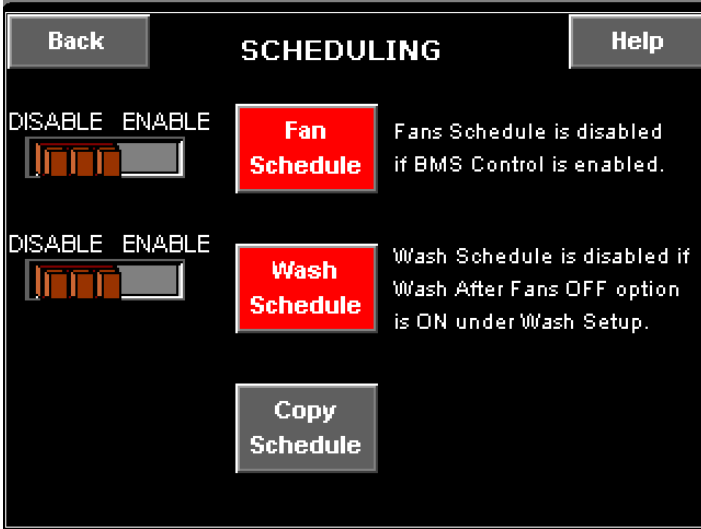 Back
SCHEDULING
Help
DISABLE ENABLE
Fan
Schedule
Fans Schedule is disabled
if BMS Control is enabled.
DISABLE ENABLE
Wash
Schedule
Wash Schedule is disabled if
Wash After Fans OFF option
is ON under Wash Setup.
Copy
Schedule